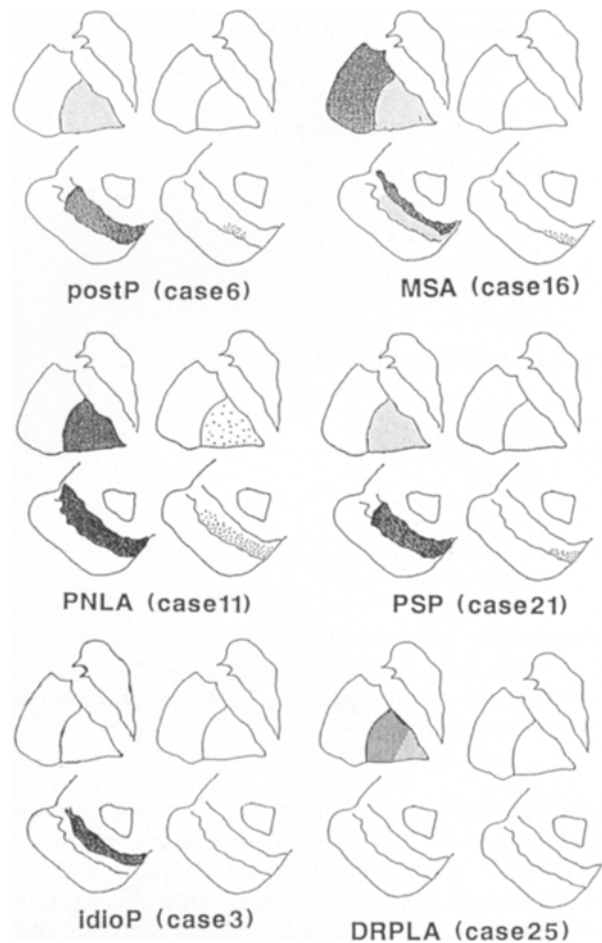 postP (case6)
MSA (case16)
PNLA (case11)
PSP (case21)
idioP (case3)
DRPLA (case25)